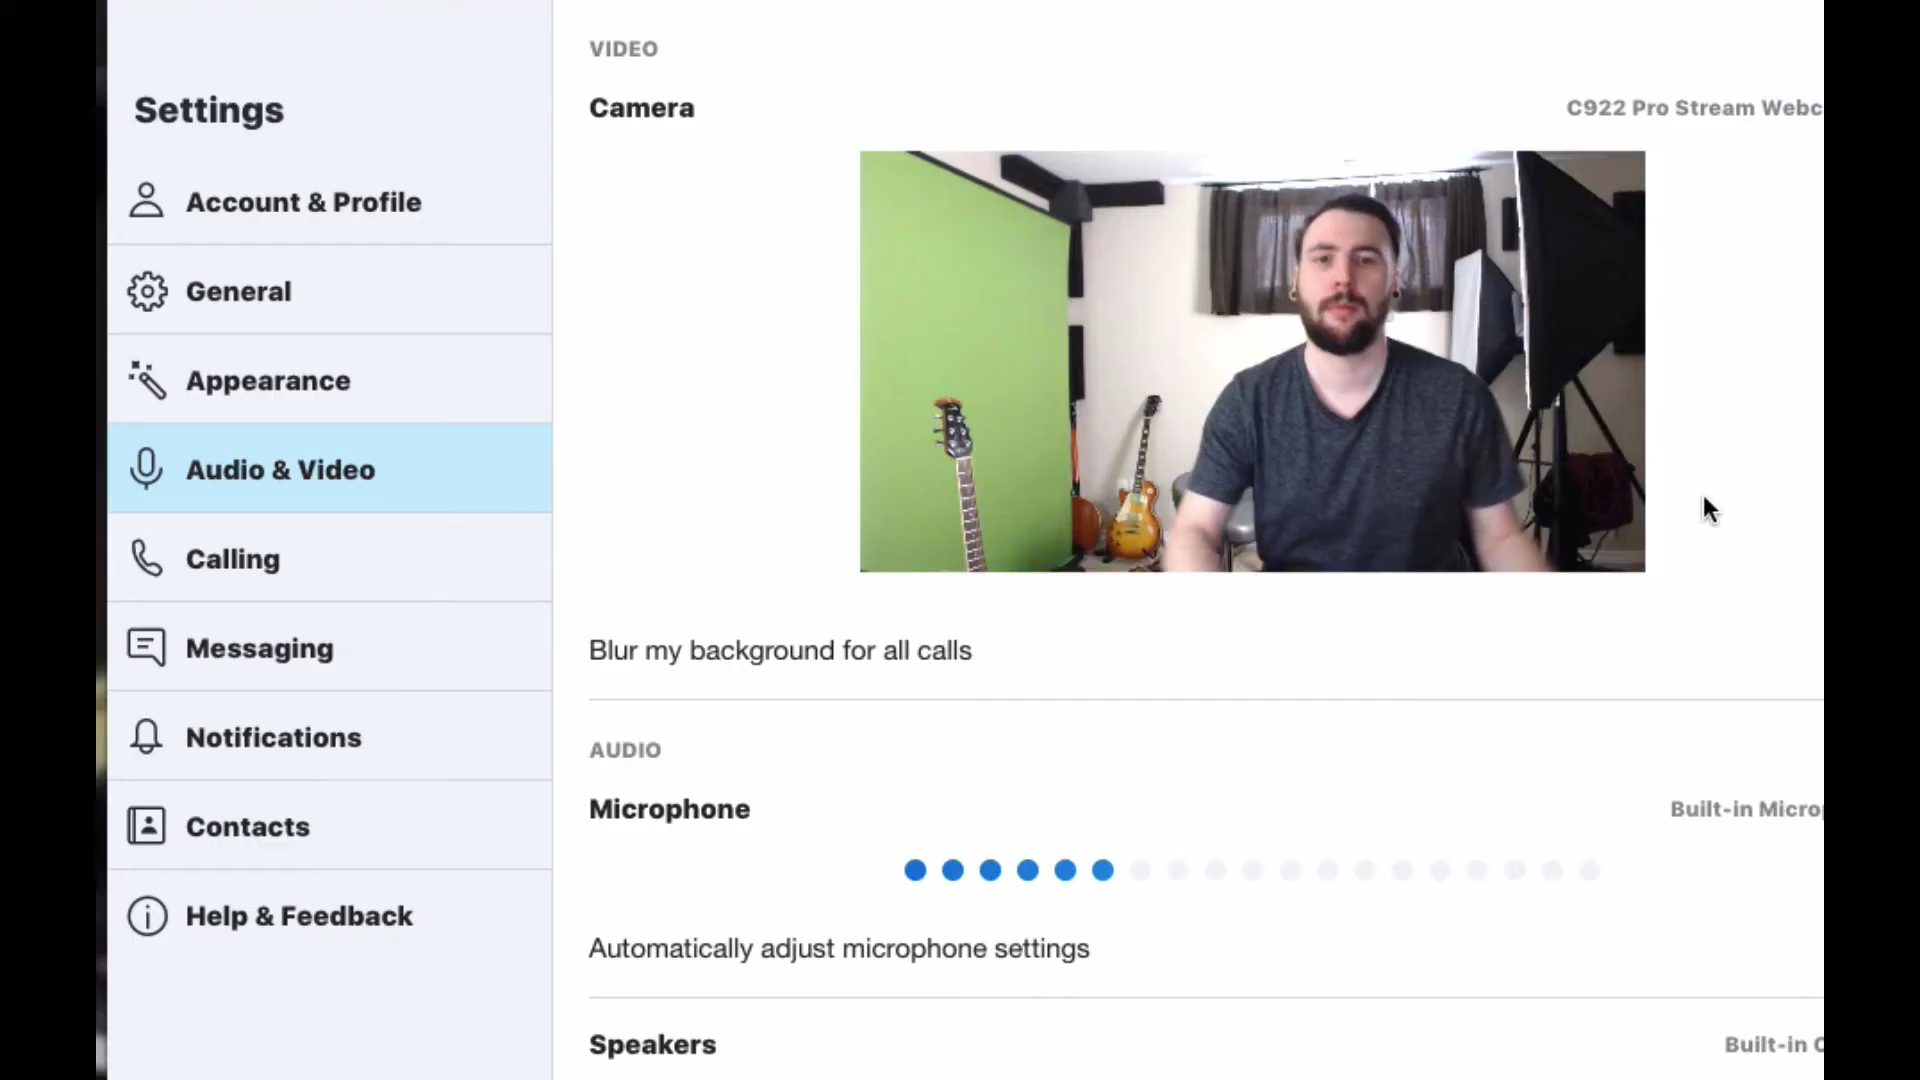 VIDEO
Settings
Camera
C922 Pro Stream Webc
Account & Profile
General
Appearance
Audio & Video
Calling
Messaging
Notifications
Contacts
Help & Feedback
Blur my background for all calls
AUDIO
Microphone
Built-in Micro
Automatically adjust microphone settings
Speakers
Built-in